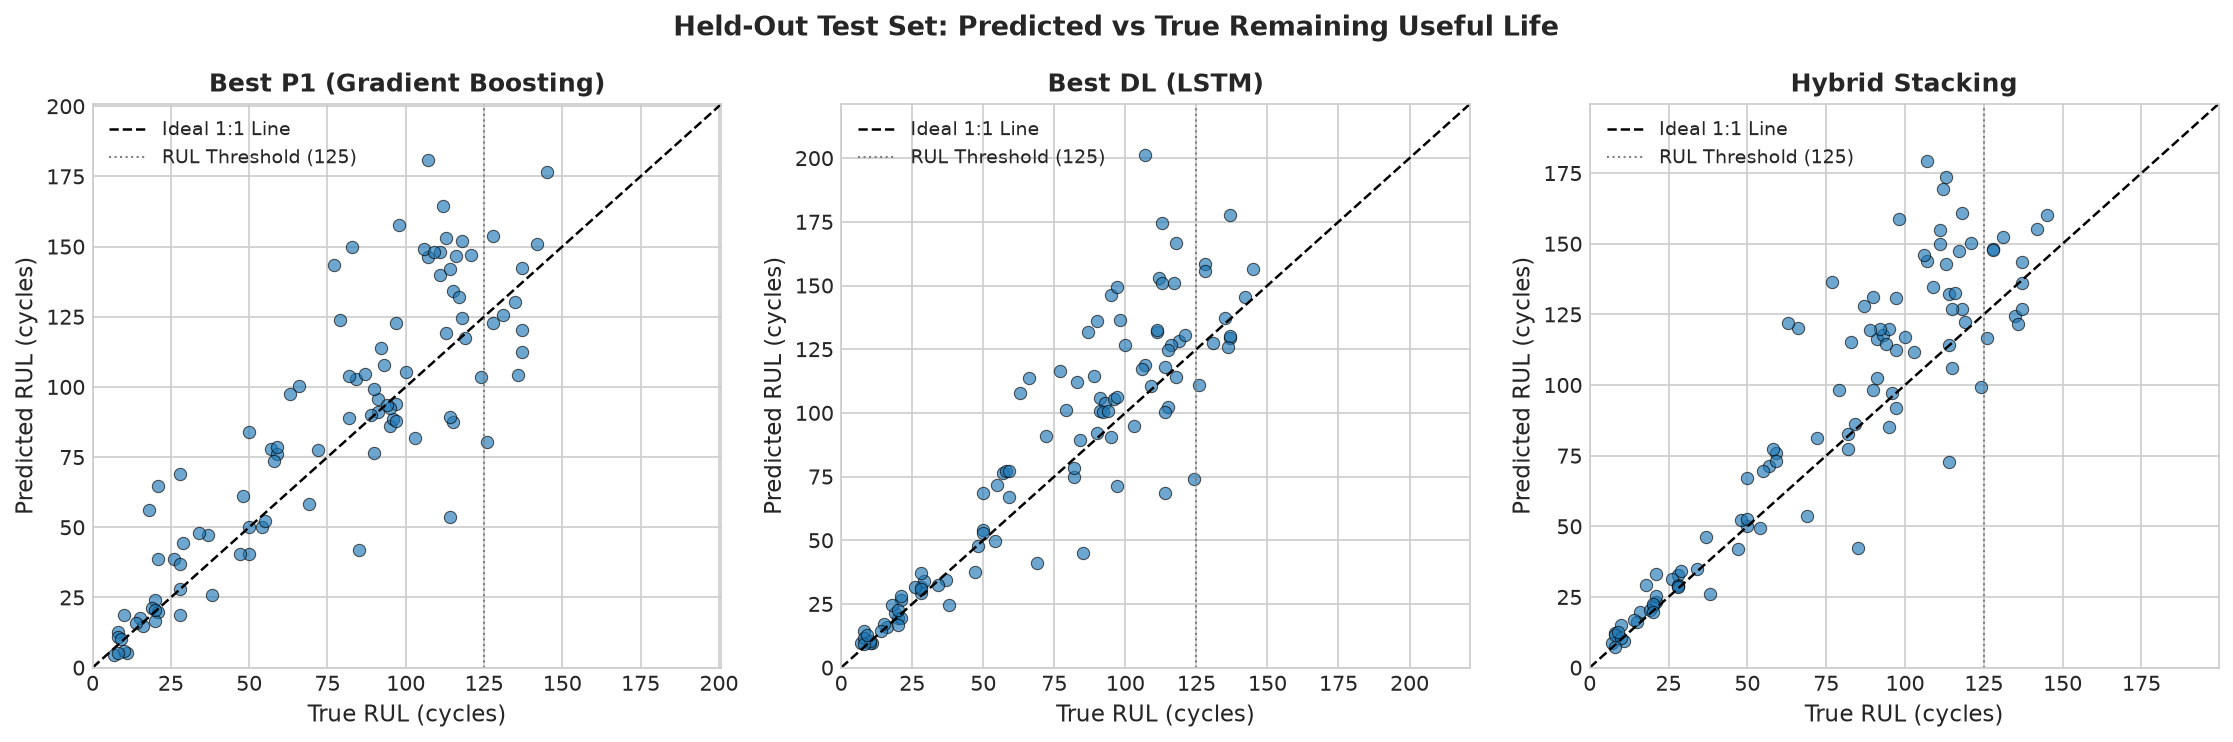 Held-Out Test Set: Predicted vs True Remaining Useful Life
Best P1 (Gradient Boosting)
Ideal 1:1 Line
RUL Threshold (125)
200
175
150
125
100
75
50
25
0
Predicted RUL (cycles)
0 25 50 75 100 125 150 175 200
True RUL (cycles)
Best DL (LSTM)
Ideal 1:1 Line
RUL Threshold (125)
200
175
150
125
100
75
50
25
0
Predicted RUL (cycles)
0 25 50 75 100 125 150 175 200
True RUL (cycles)
Hybrid Stacking
Ideal 1:1 Line
RUL Threshold (125)
175
150
125
100
75
50
25
0
Predicted RUL (cycles)
0 25 50 75 100 125 150 175
True RUL (cycles)